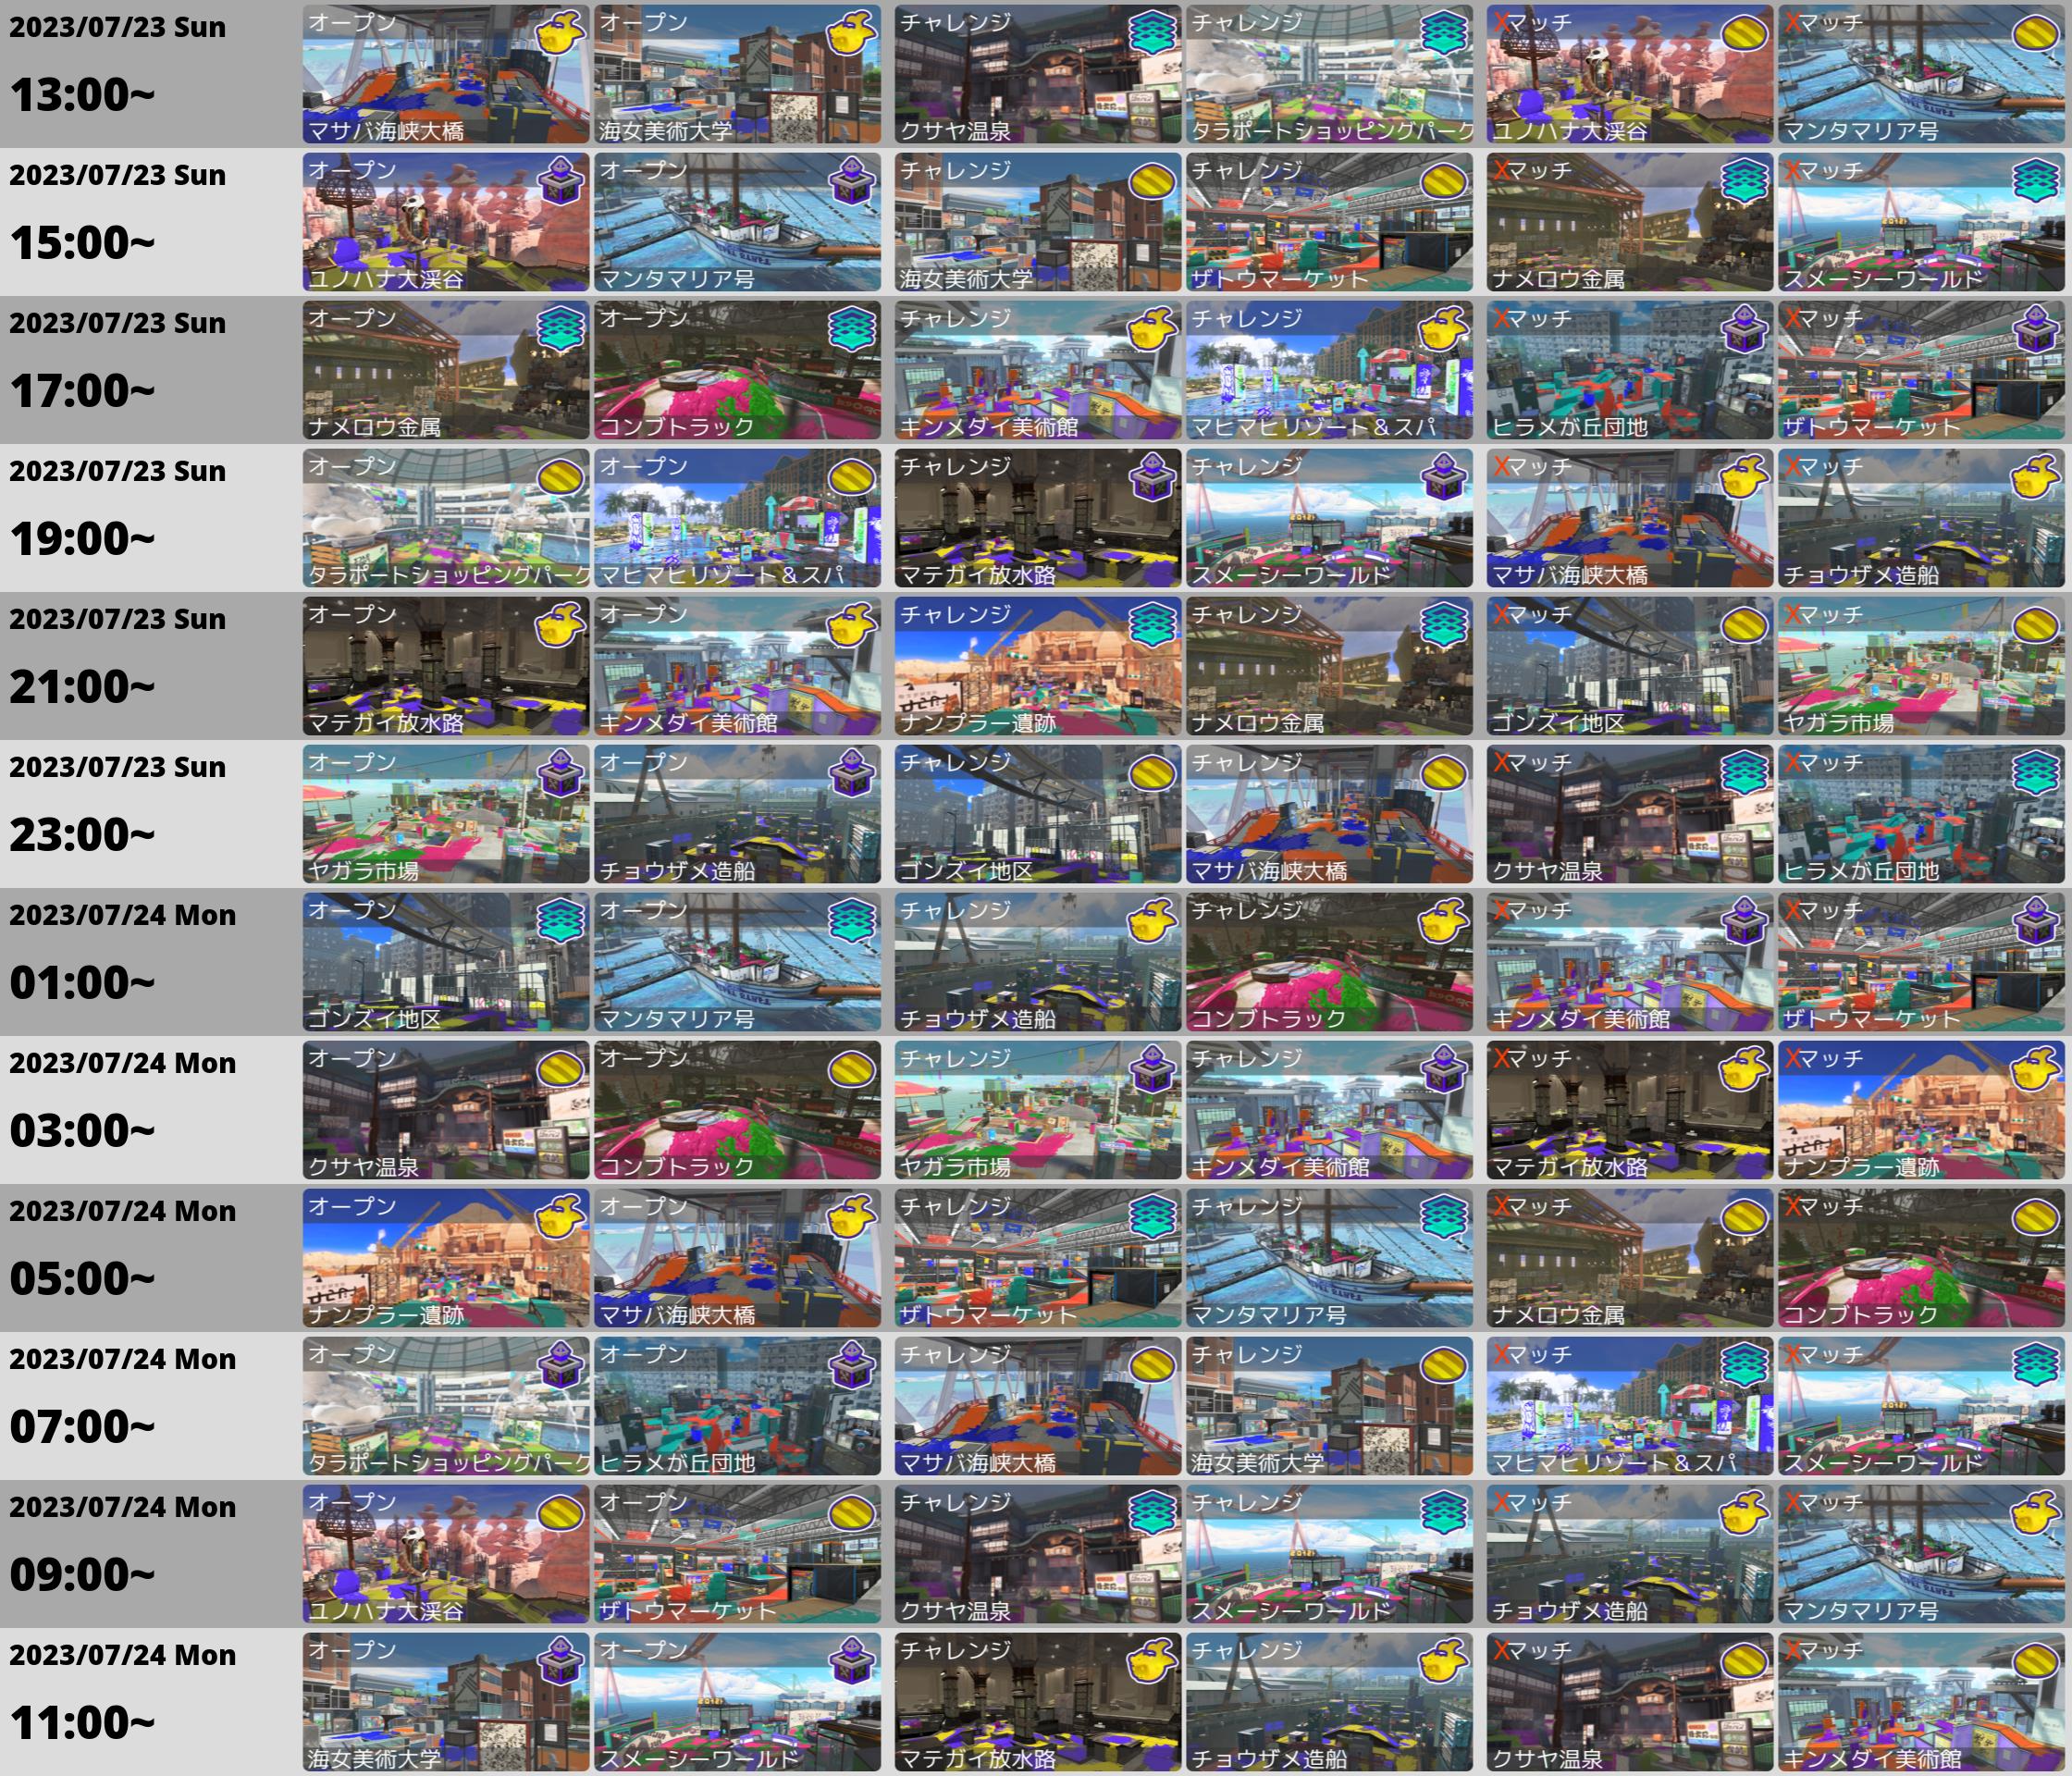 2023/07/23 Sun
13:00~
オープン
マサバ海峡大橋
オープン
海女美術大学
チャレンジ
クサヤ温泉
チャレンジ
タラポートショッピングパーク
Xマッチ
ユノハナ大渓谷
Xマッチ
マンタマリア号
2023/07/23 Sun
15:00~
オープン
ユノハナ大渓谷
オープン
マンタマリア号
チャレンジ
海女美術大学
チャレンジ
ザトウマーケット
Xマッチ
ナメロウ金属
Xマッチ
スメーシーワールド
2023/07/23 Sun
17:00~
オープン
ナメロウ金属
オープン
コンブトラック
チャレンジ
キンメダイ美術館
チャレンジ
マヒマヒリゾート&スパ
Xマッチ
ヒラメが丘団地
Xマッチ
ザトウマーケット
2023/07/23 Sun
19:00~
オープン
タラポートショッピングパーク
オープン
マヒマヒリゾート&スパ
チャレンジ
マテガイ放水路
チャレンジ
スメーシーワールド
Xマッチ
マサバ海峡大橋
Xマッチ
チョウザメ造船
2023/07/23 Sun
21:00~
オープン
マテガイ放水路
オープン
キンメダイ美術館
チャレンジ
ナンプラー遺跡
チャレンジ
ナメロウ金属
Xマッチ
ゴンズイ地区
Xマッチ
ヤガラ市場
2023/07/23 Sun
23:00~
オープン
ヤガラ市場
オープン
チョウザメ造船
チャレンジ
ゴンズイ地区
チャレンジ
マサバ海峡大橋
Xマッチ
クサヤ温泉
Xマッチ
ヒラメが丘団地
2023/07/24 Mon
01:00~
オープン
ゴンズイ地区
オープン
マンタマリア号
チャレンジ
チョウザメ造船
チャレンジ
コンブトラック
Xマッチ
キンメダイ美術館
Xマッチ
ザトウマーケット
2023/07/24 Mon
03:00~
オープン
クサヤ温泉
オープン
コンブトラック
チャレンジ
ヤガラ市場
チャレンジ
キンメダイ美術館
Xマッチ
マテガイ放水路
Xマッチ
ナンプラー遺跡
2023/07/24 Mon
05:00~
オープン
ナンプラー遺跡
オープン
マサバ海峡大橋
チャレンジ
ザトウマーケット
チャレンジ
マンタマリア号
Xマッチ
ナメロウ金属
Xマッチ
コンブトラック
2023/07/24 Mon
07:00~
オープン
タラポートショッピングパーク
オープン
ヒラメが丘団地
チャレンジ
マサバ海峡大橋
チャレンジ
海女美術大学
Xマッチ
マヒマヒリゾート&スパ
Xマッチ
スメーシーワールド
2023/07/24 Mon
09:00~
オープン
ユノハナ大渓谷
オープン
ザトウマーケット
チャレンジ
クサヤ温泉
チャレンジ
スメーシーワールド
Xマッチ
チョウザメ造船
Xマッチ
マンタマリア号
2023/07/24 Mon
11:00~
オープン
海女美術大学
オープン
スメーシーワールド
チャレンジ
マテガイ放水路
チャレンジ
チョウザメ造船
Xマッチ
クサヤ温泉
Xマッチ
キンメダイ美術館